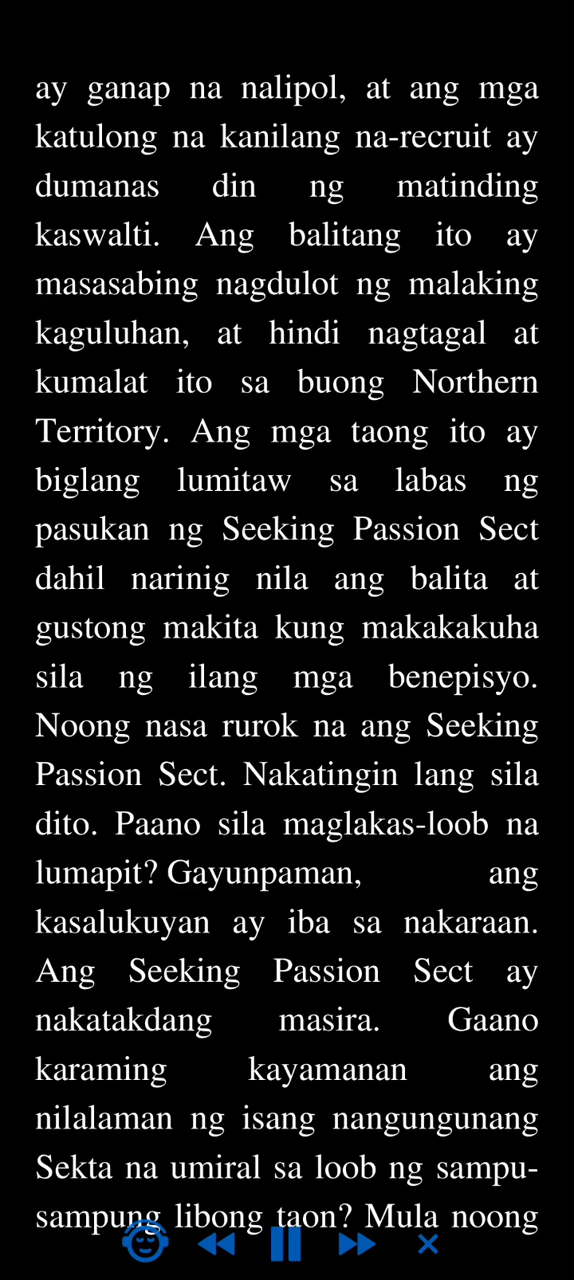 ay ganap na nalipol, at ang mga
katulong na kanilang na-recruit ay
dumanas din ng matinding
kaswalti. Ang balitang ito ay
masasabing nagdulot ng malaking
kaguluhan, at hindi nagtagal at
kumalat ito sa buong Northern
Territory. Ang mga taong ito ay
biglang lumitaw sa labas ng
pasukan ng Seeking Passion Sect
dahil narinig nila ang balita at
gustong makita kung makakakuha
sila ng ilang mga benepisyo.
Noong nasa rurok na ang Seeking
Passion Sect. Nakatingin lang sila
dito. Paano sila maglakas-loob na
lumapit? Gayunpaman, ang
kasalukuyan ay iba sa nakaraan.
Ang Seeking Passion Sect ay
nakatakdang masira. Gaano
karaming kayamanan ang
nilalaman ng isang nangungunang
Sekta na umiral sa loob ng sampu-
sampung libong taon? Mula noong